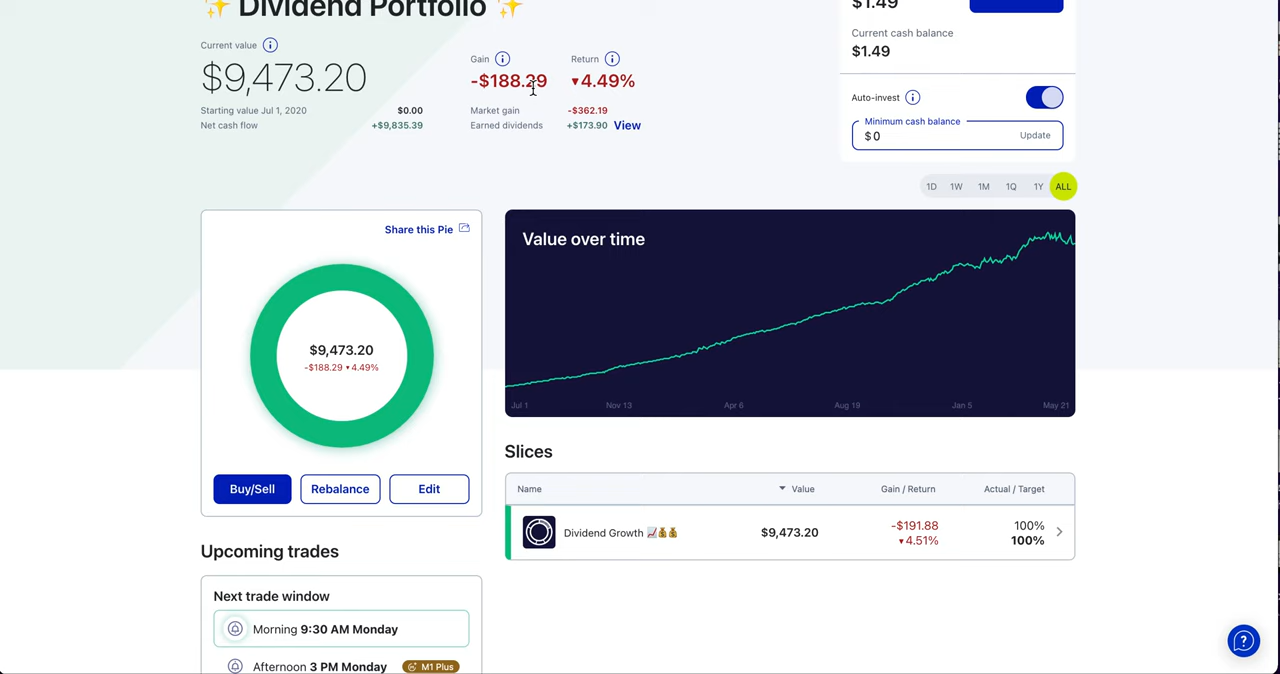 ✨ Dividend Portfolio ✨
Current value
$9,473.20
Starting value Jul 1, 2020 $0.00
Net cash flow +$9,835.39
Gain
-$188.29
Return
▼4.49%
Market gain -$362.19
Earned dividends +$173.90 View
$1.49
Current cash balance
$1.49
Auto-invest
Minimum cash balance
$ 0 Update
1D 1W 1M 1Q 1Y ALL
Share this Pie
$9,473.20
-$188.29 ▼4.49%
Buy/Sell Rebalance Edit
Value over time
Jul 1 Nov 13 Apr 6 Aug 19 Jan 5 May 21
Slices
Name ▼ Value Gain / Return Actual / Target
Dividend Growth 📈💰💰 $9,473.20 -$191.88 100%
▼4.51% 100%
Upcoming trades
Next trade window
Morning 9:30 AM Monday
Afternoon 3 PM Monday M1 Plus